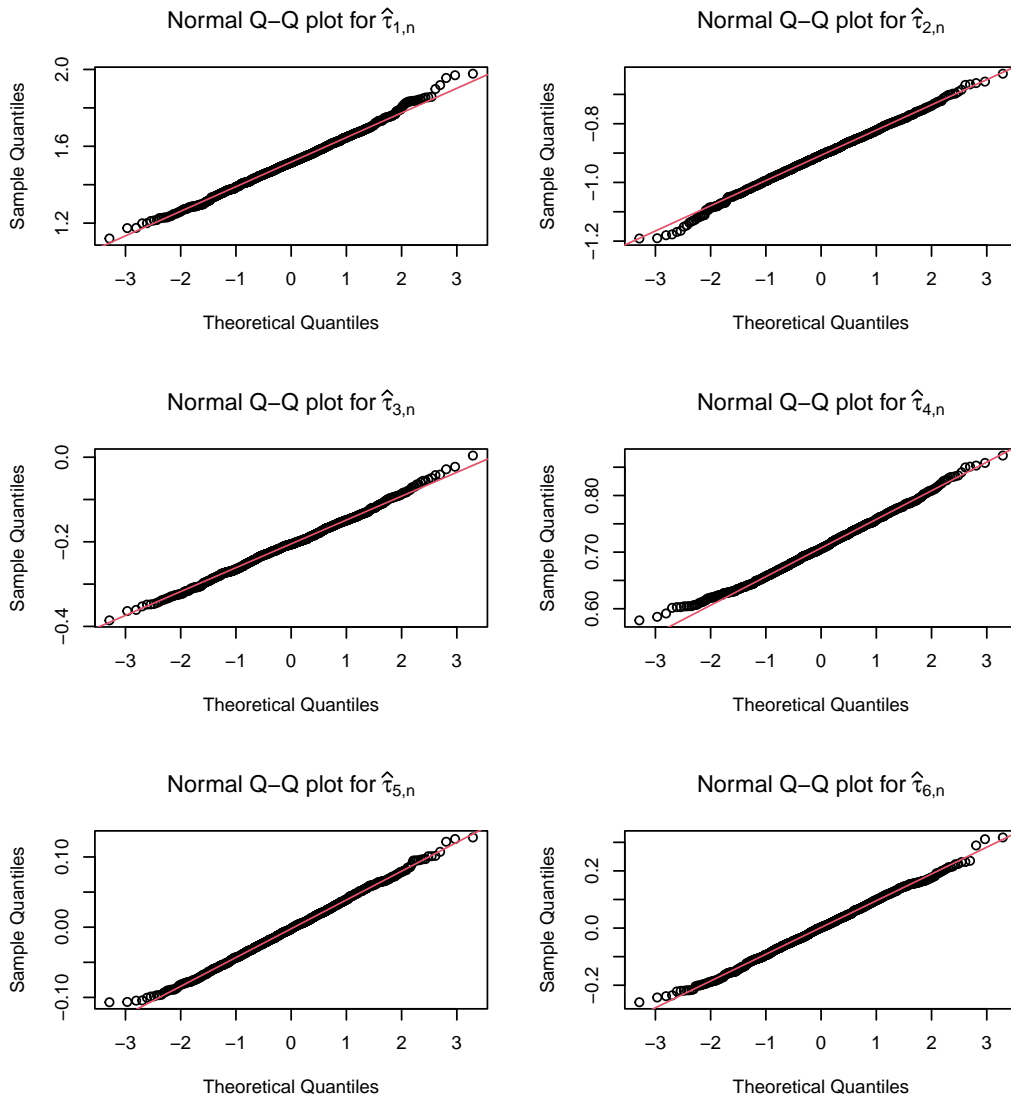 Normal Q−Q plot for τ̂1,n
Sample Quantiles
1.2 1.6 2.0
−3 −2 −1 0 1 2 3
Theoretical Quantiles
Normal Q−Q plot for τ̂2,n
Sample Quantiles
−1.2 −1.0 −0.8
−3 −2 −1 0 1 2 3
Theoretical Quantiles
Normal Q−Q plot for τ̂3,n
Sample Quantiles
−0.4 −0.2 0.0
−3 −2 −1 0 1 2 3
Theoretical Quantiles
Normal Q−Q plot for τ̂4,n
Sample Quantiles
0.60 0.70 0.80
−3 −2 −1 0 1 2 3
Theoretical Quantiles
Normal Q−Q plot for τ̂5,n
Sample Quantiles
−0.10 0.00 0.10
−3 −2 −1 0 1 2 3
Theoretical Quantiles
Normal Q−Q plot for τ̂6,n
Sample Quantiles
−0.2 0.0 0.2
−3 −2 −1 0 1 2 3
Theoretical Quantiles